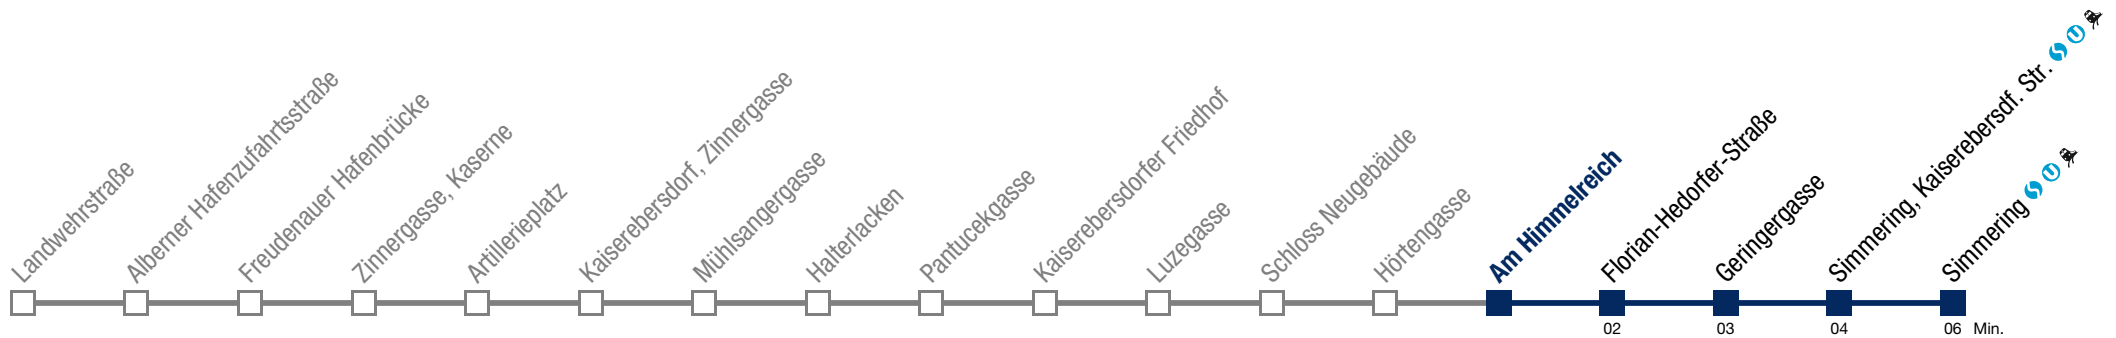 Landwehrstraße
Alberner Hafenzufahrtsstraße
Freudenauer Hafenbrücke
Zinnergasse, Kaserne
Artillerieplatz
Kaiserebersdorf, Zinnergasse
Mühlsangergasse
Halterlacken
Pantucekgasse
Kaiserebersdorfer Friedhof
Luzegasse
Schloss Neugebäude
Hörtengasse
Am Himmelreich
Florian-Hedorfer-Straße
Geringergasse
Simmering, Kaiserebersdf. Str. S U
Simmering S U
02 03 04 06 Min.